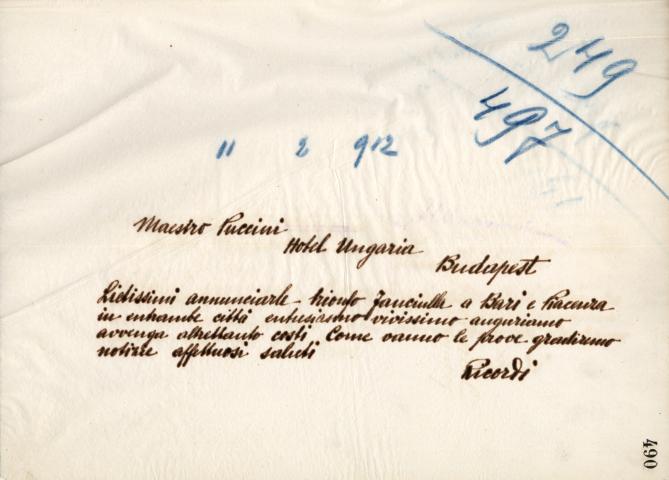 249
497
11 2 912
Maestro Puccini
Hotel Ungaria
Budapest
Lietissimi annunciarle trionfo Fanciulla a Bari e Piacenza
in entrambe città entusiasmo vivissimo auguriamo
avvenga altrettanto costì Come vanno le prove gradiremo
notizie affettuosi saluti
Ricordi
490